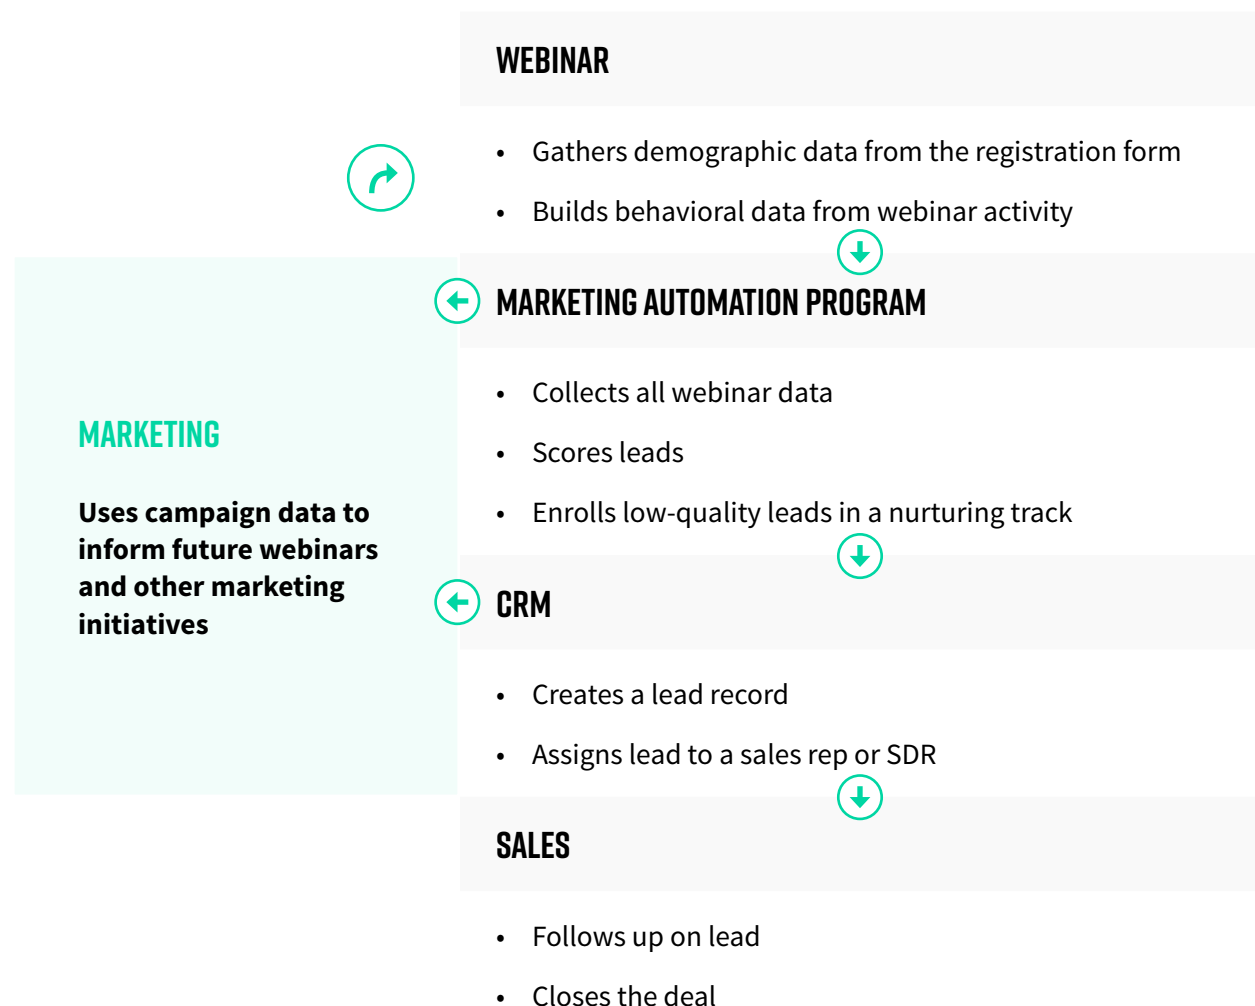 WEBINAR
• Gathers demographic data from the registration form
• Builds behavioral data from webinar activity
MARKETING AUTOMATION PROGRAM
• Collects all webinar data
• Scores leads
• Enrolls low-quality leads in a nurturing track
MARKETING
Uses campaign data to
inform future webinars
and other marketing
initiatives
CRM
• Creates a lead record
• Assigns lead to a sales rep or SDR
SALES
• Follows up on lead
• Closes the deal